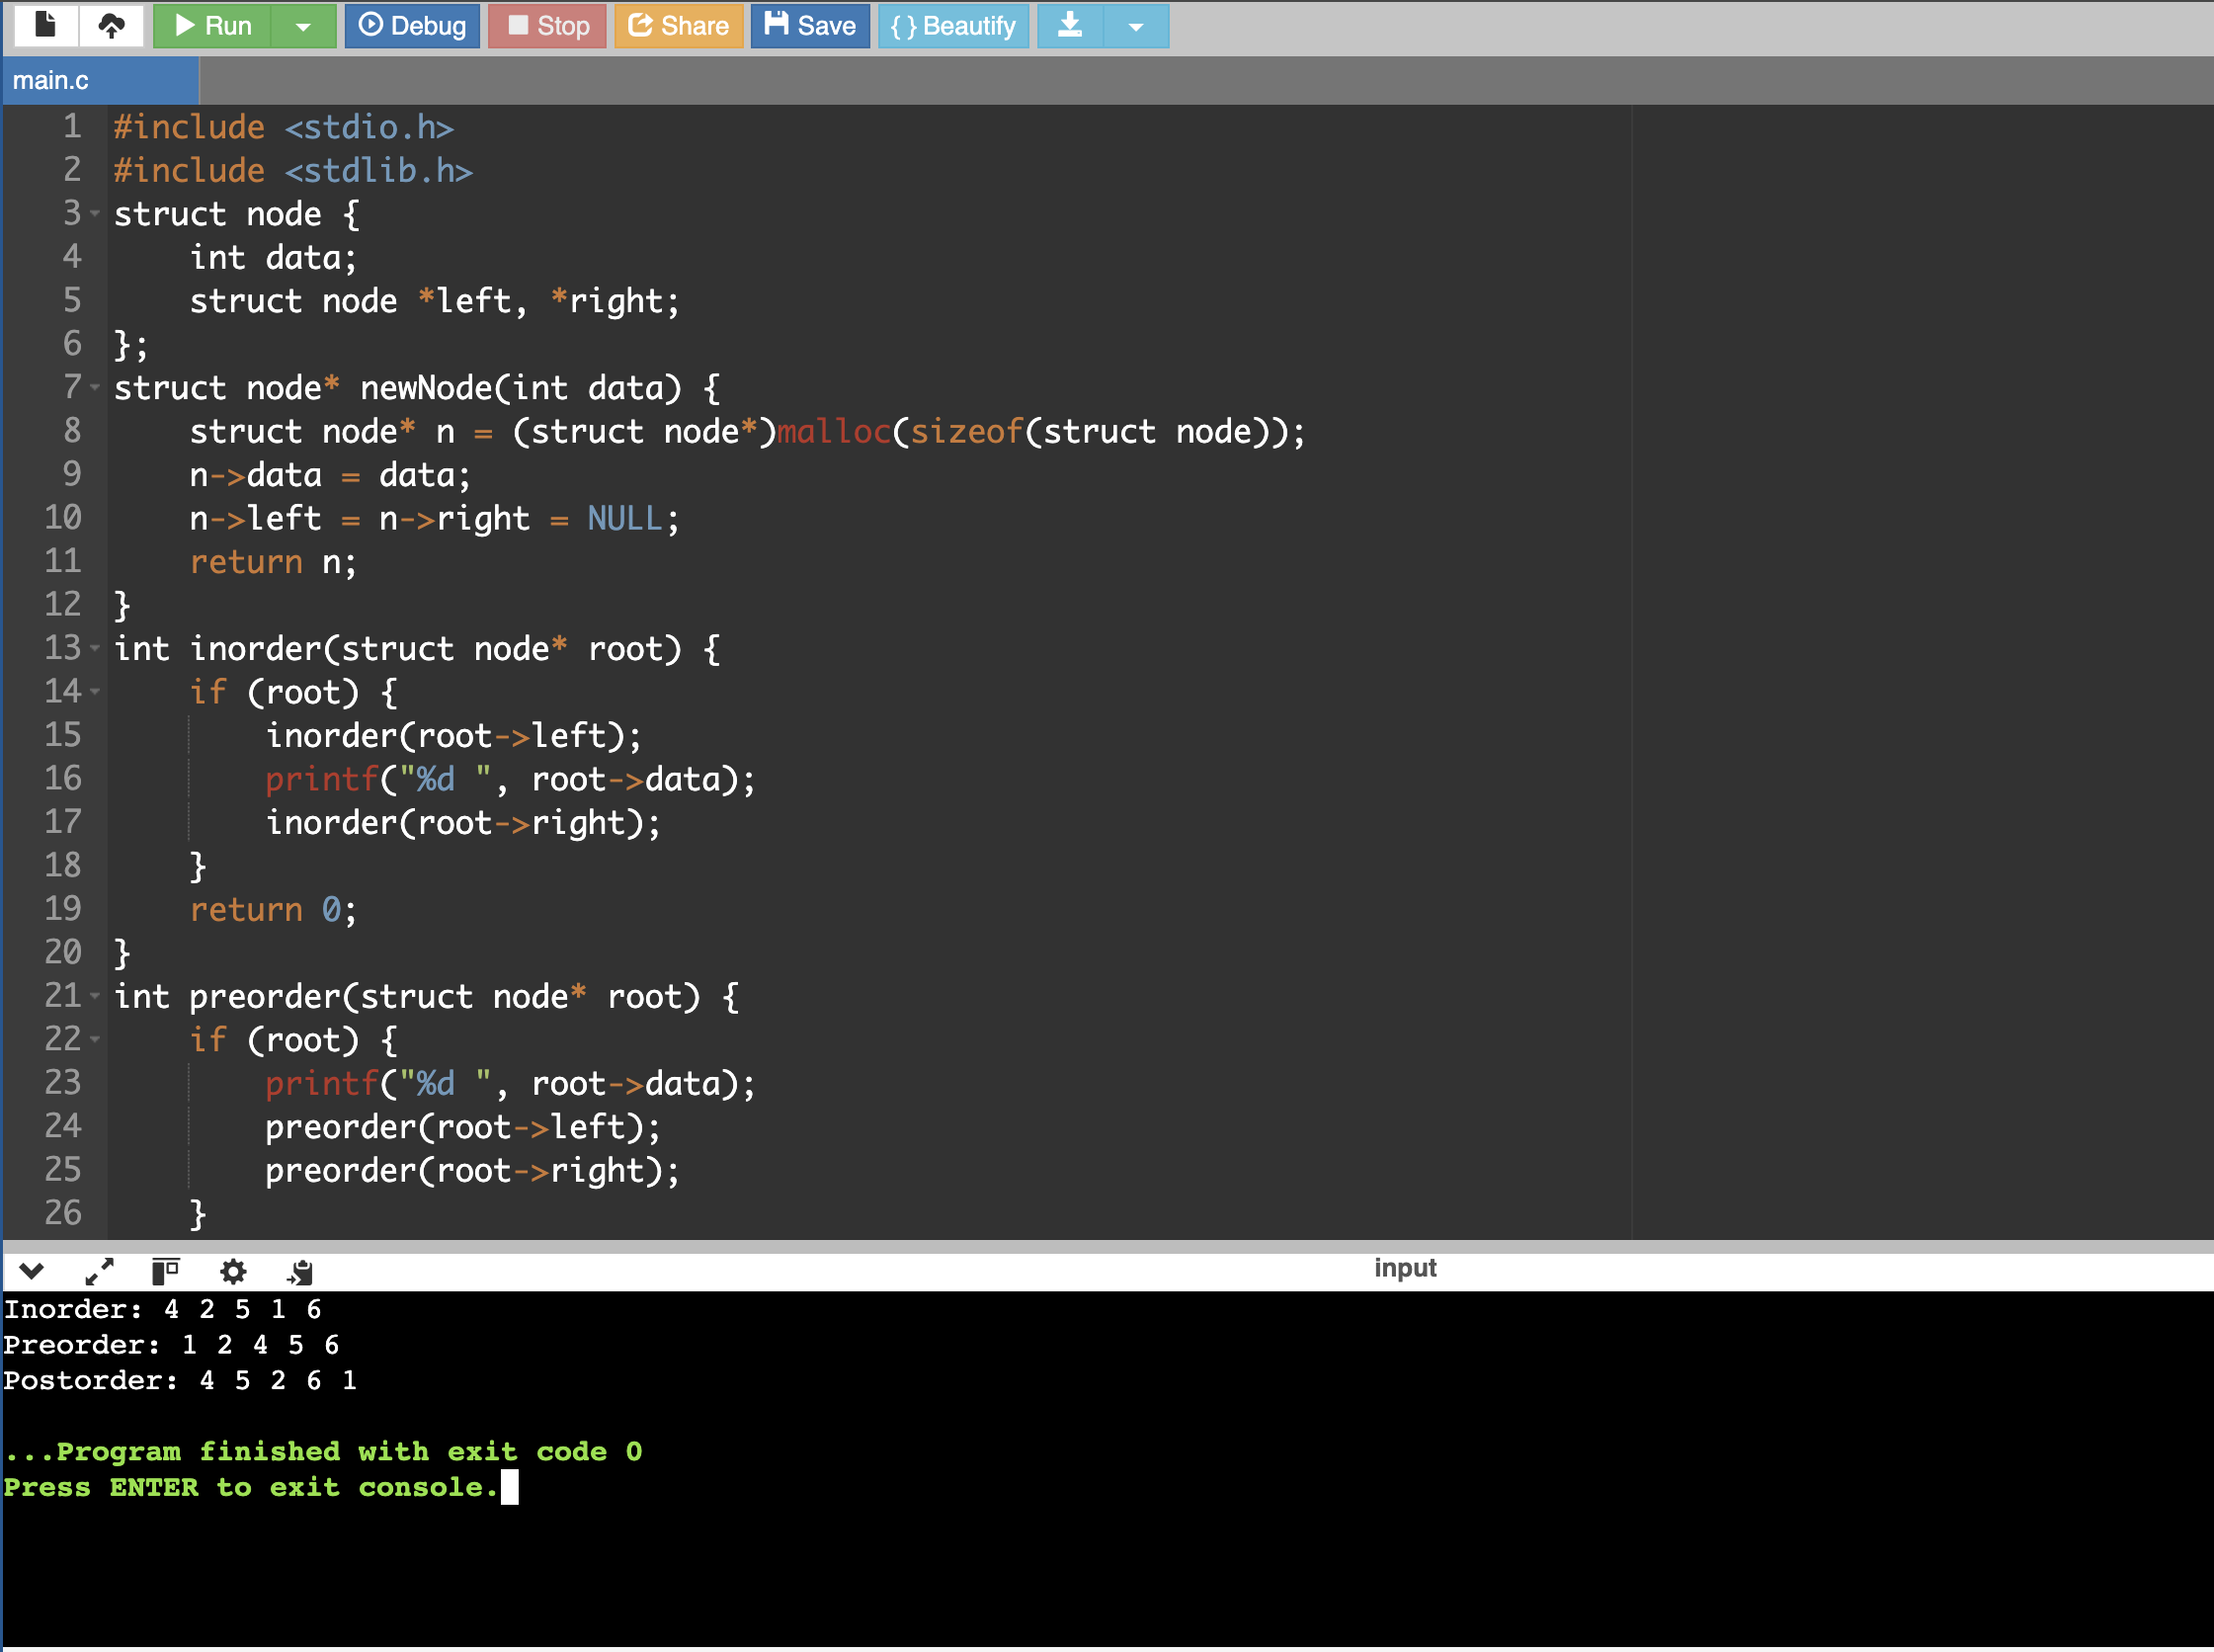 Run Debug Stop Share Save { } Beautify
main.c
1 #include <stdio.h>
2 #include <stdlib.h>
3 struct node {
4     int data;
5     struct node *left, *right;
6 };
7 struct node* newNode(int data) {
8     struct node* n = (struct node*)malloc(sizeof(struct node));
9     n->data = data;
10     n->left = n->right = NULL;
11     return n;
12 }
13 int inorder(struct node* root) {
14     if (root) {
15         inorder(root->left);
16         printf("%d ", root->data);
17         inorder(root->right);
18     }
19     return 0;
20 }
21 int preorder(struct node* root) {
22     if (root) {
23         printf("%d ", root->data);
24         preorder(root->left);
25         preorder(root->right);
26     }
input
Inorder: 4 2 5 1 6
Preorder: 1 2 4 5 6
Postorder: 4 5 2 6 1
...Program finished with exit code 0
Press ENTER to exit console.